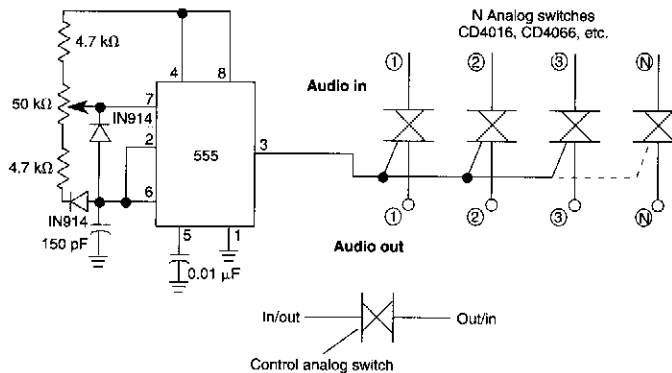 N Analog switches
CD4016, CD4066, etc.
4.7 kΩ
4
8
1
2
3
N
Audio in
50 kΩ
7
IN914
2
555
3
4.7 kΩ
6
IN914
150 pF
5
1
0.01 µF
1
2
3
N
Audio out
In/out
Out/in
Control analog switch